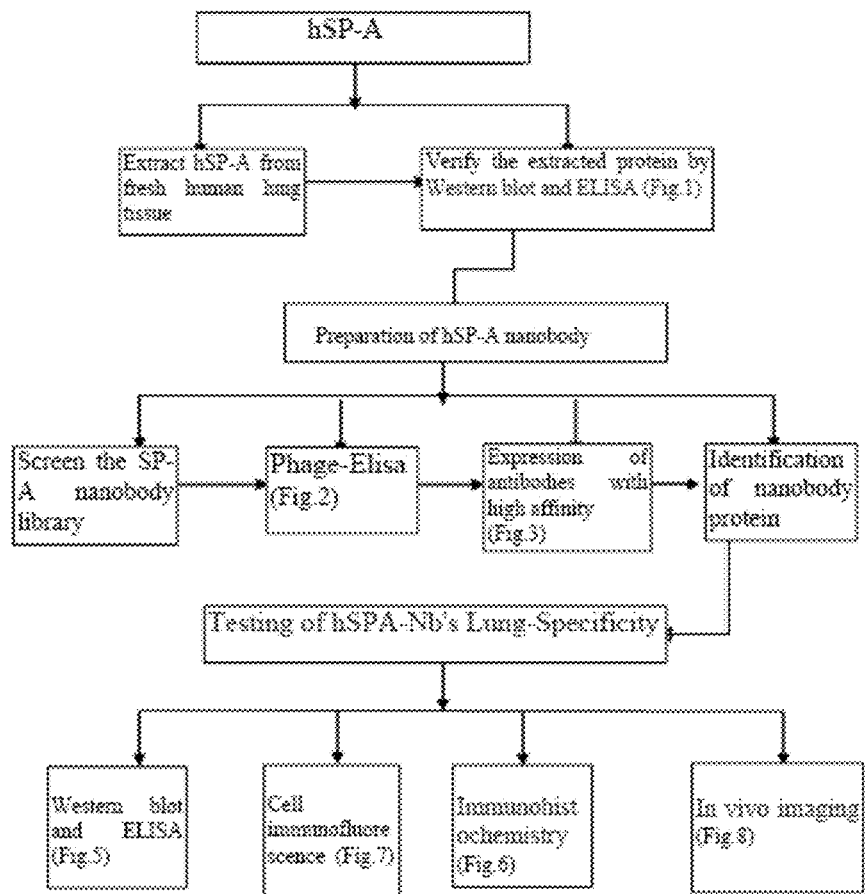 hSP-A
Extract hSP-A from
fresh human lung
tissue
Verify the extracted protein by
Western blot and ELISA (Fig.1)
Preparation of hSP-A nanobody
Screen the SP-
A nanobody
library
Phage-Elisa
(Fig.2)
Expression of
antibodies with
high affinity
(Fig.3)
Identification
of nanobody
protein
Testing of hSPA-Nb's Lung-Specificity
Western blot
and ELISA
(Fig.5)
Cell
immunofluore
scence (Fig.7)
Immunohist
ochemistry
(Fig.6)
In vivo imaging
(Fig.8)